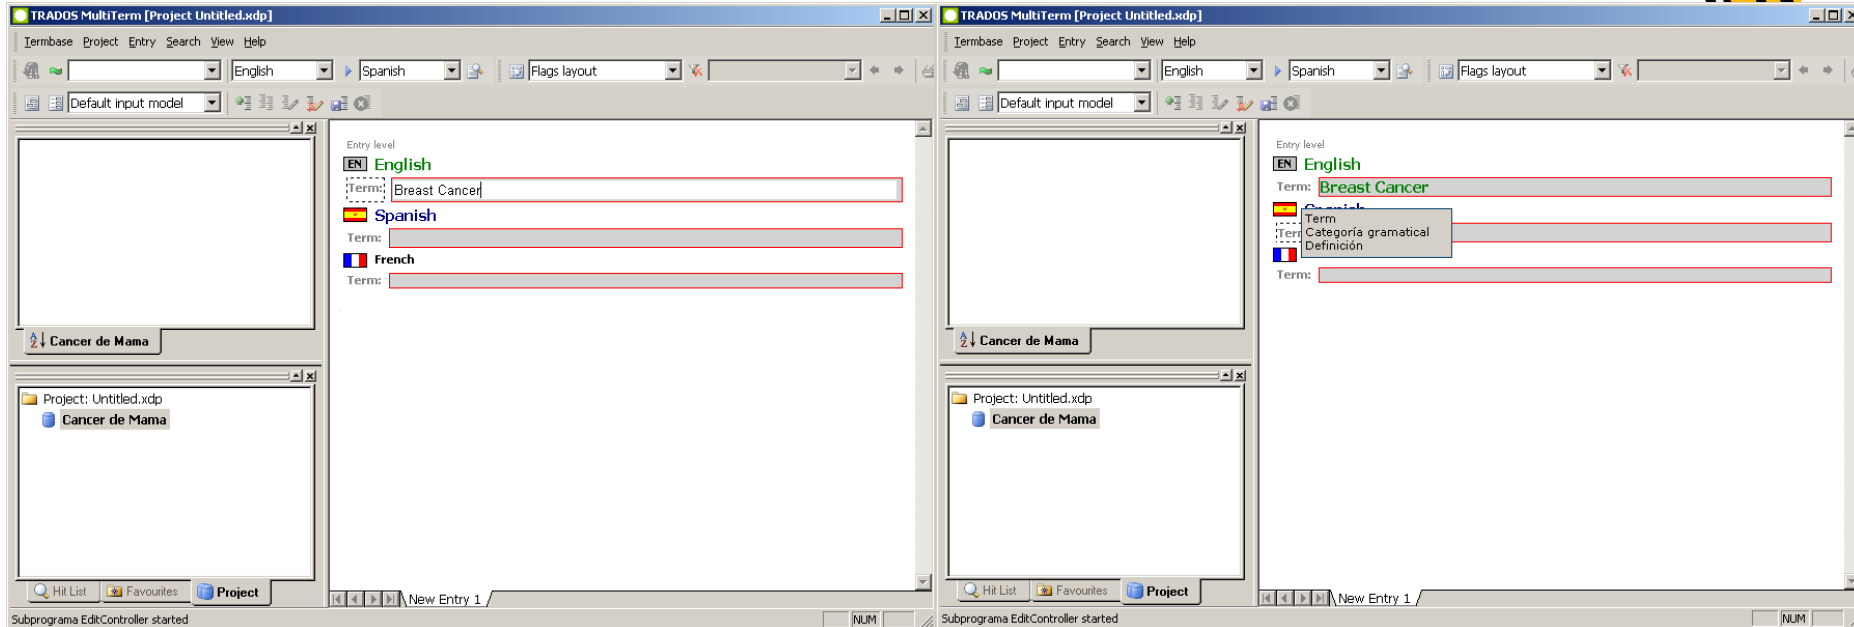 TRADOS MultiTerm [Project Untitled.xdp]
Termbase Project Entry Search View Help
English Spanish Flags layout
Default input model
Entry level
EN English
Term: Breast Cancer
Spanish
Term:
French
Term:
Cancer de Mama
Project: Untitled.xdp
Cancer de Mama
Hit List Favourites Project
New Entry 1
Subprograma EditController started NUM
TRADOS MultiTerm [Project Untitled.xdp]
Termbase Project Entry Search View Help
English Spanish Flags layout
Default input model
Entry level
EN English
Term: Breast Cancer
Spanish
Term
Categoría gramatical
Definición
Term:
Cancer de Mama
Project: Untitled.xdp
Cancer de Mama
Hit List Favourites Project
New Entry 1
Subprograma EditController started NUM